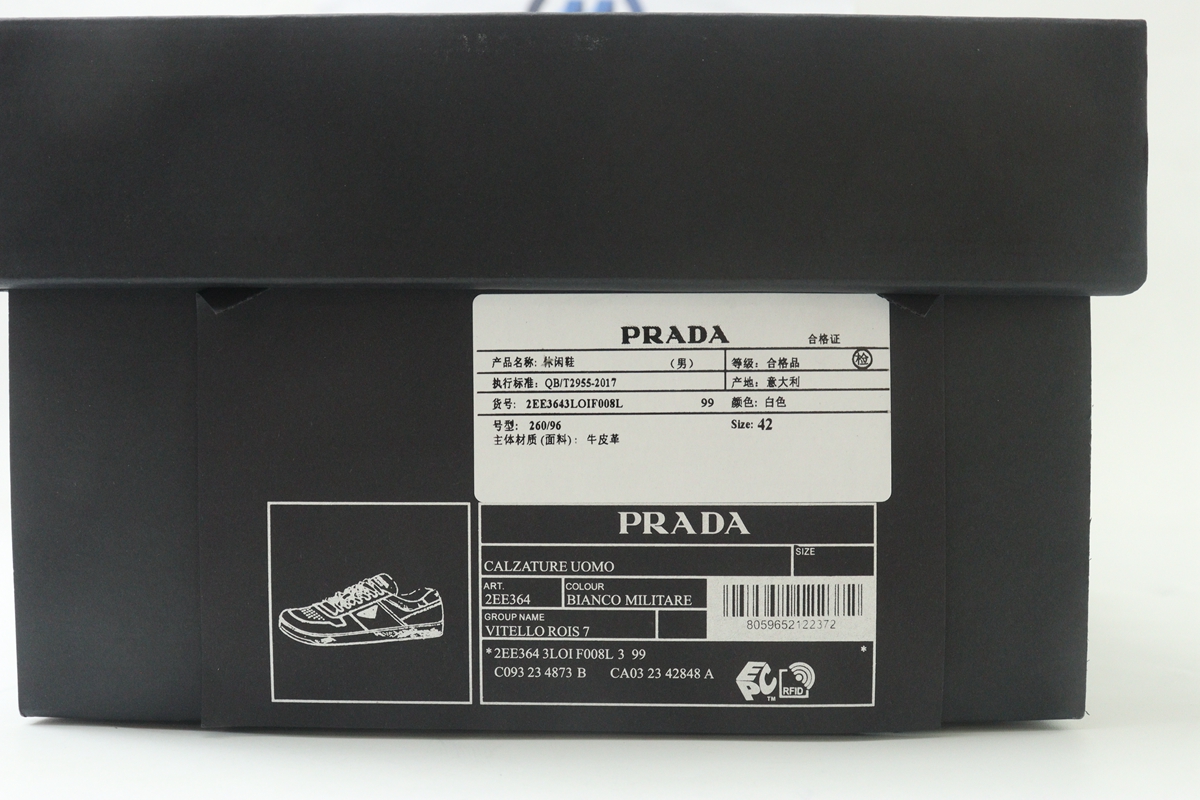 PRADA 合格证
产品名称: 休闲鞋 (男) 等级: 合格品 检
执行标准: QB/T2955-2017 产地: 意大利
货号: 2EE3643LOIF008L 99 颜色: 白色
号型: 260/96 Size: 42
主体材质(面料): 牛皮革
PRADA
CALZATURE UOMO SIZE
ART. COLOUR
2EE364 BIANCO MILITARE
GROUP NAME
VITELLO ROIS 7
8059652122372
*2EE364 3LOI F008L 3 99 *
C093 23 4873 B CA03 23 42848 A
EPC TM RFID